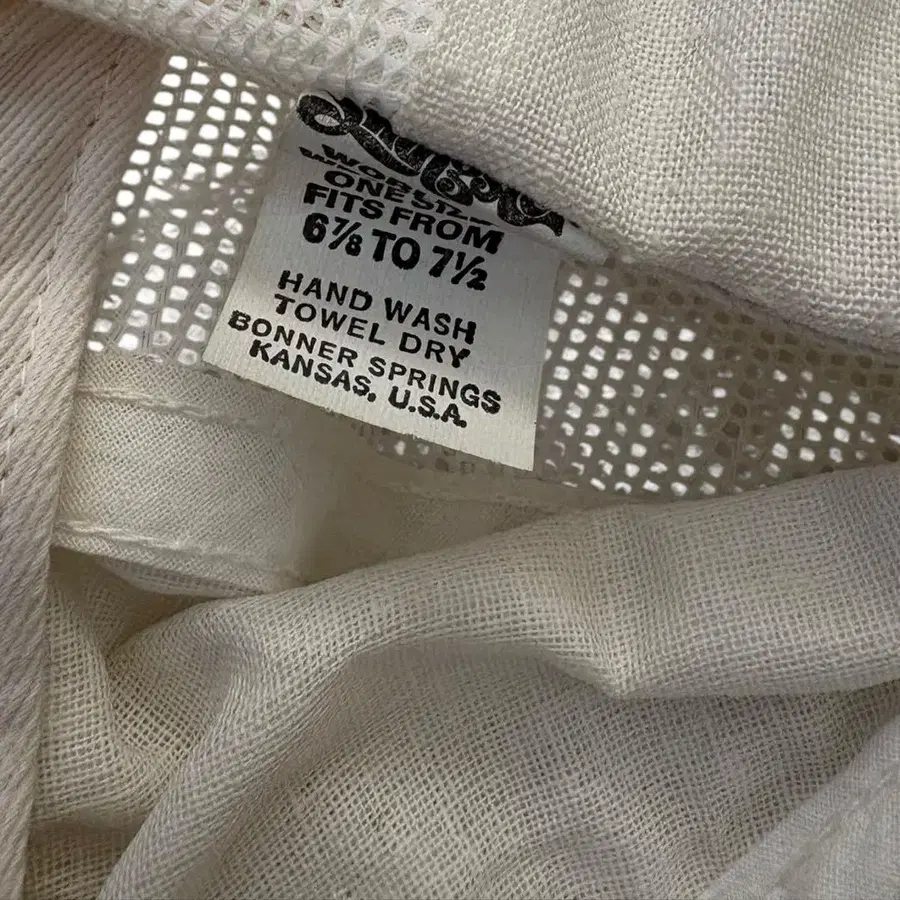 ONE SIZE
FITS FROM
6⅞ TO 7½
HAND WASH
TOWEL DRY
BONNER SPRINGS
KANSAS, U.S.A.